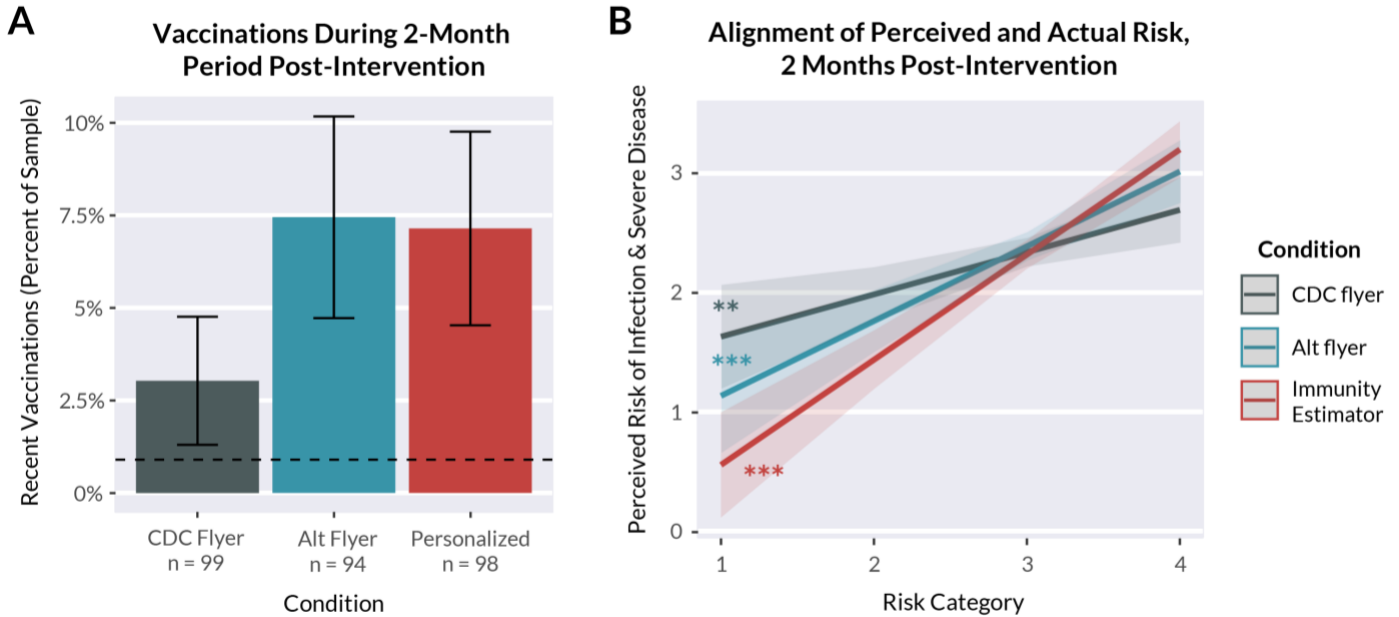 A
Vaccinations During 2-Month
Period Post-Intervention
Recent Vaccinations (Percent of Sample)
10%
7.5%
5%
2.5%
0%
CDC Flyer
n = 99
Alt Flyer
n = 94
Personalized
n = 98
Condition
B
Alignment of Perceived and Actual Risk,
2 Months Post-Intervention
Perceived Risk of Infection & Severe Disease
3
2
1
0
**
***
***
1
2
3
4
Risk Category
Condition
CDC flyer
Alt flyer
Immunity
Estimator